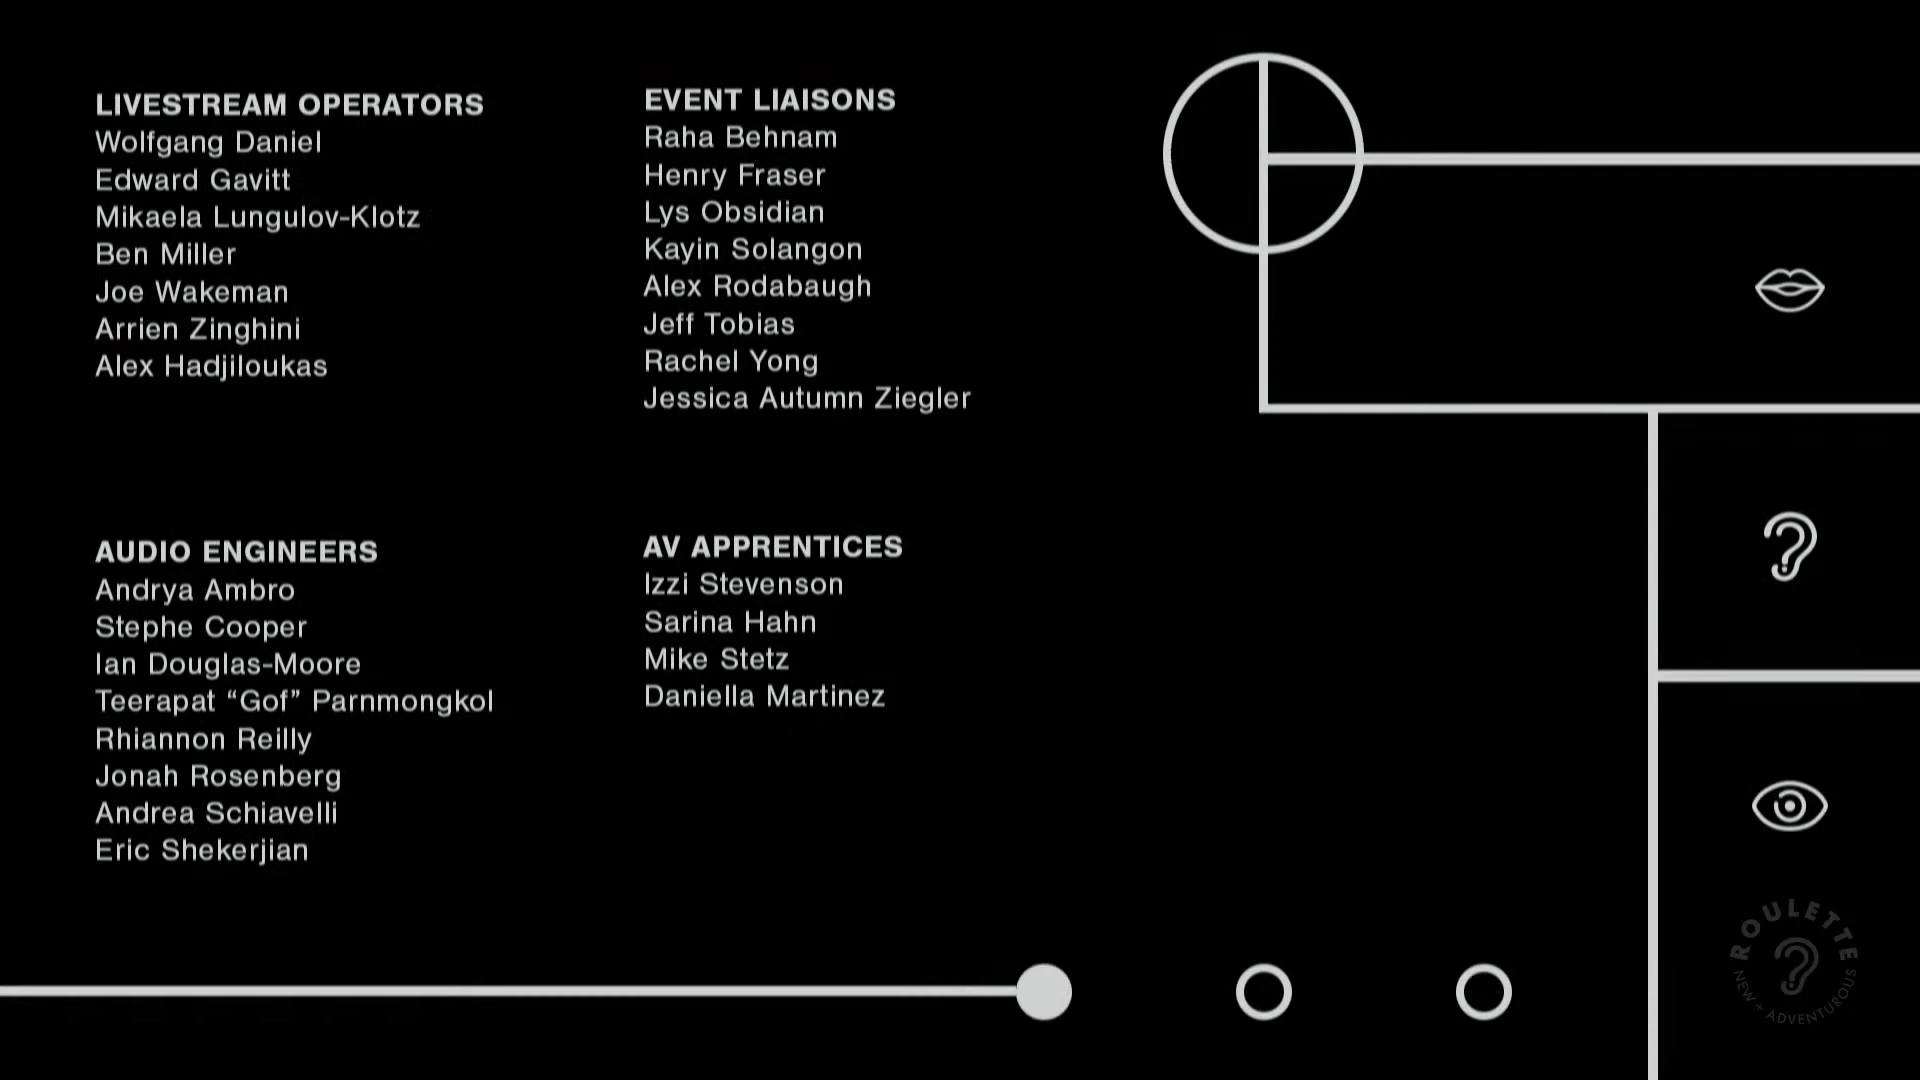 LIVESTREAM OPERATORS
Wolfgang Daniel
Edward Gavitt
Mikaela Lungulov-Klotz
Ben Miller
Joe Wakeman
Arrien Zinghini
Alex Hadjiloukas
EVENT LIAISONS
Raha Behnam
Henry Fraser
Lys Obsidian
Kayin Solangon
Alex Rodabaugh
Jeff Tobias
Rachel Yong
Jessica Autumn Ziegler
AUDIO ENGINEERS
Andrya Ambro
Stephe Cooper
Ian Douglas-Moore
Teerapat “Gof” Parnmongkol
Rhiannon Reilly
Jonah Rosenberg
Andrea Schiavelli
Eric Shekerjian
AV APPRENTICES
Izzi Stevenson
Sarina Hahn
Mike Stetz
Daniella Martinez
ROULETTE
NEW + ADVENTUROUS